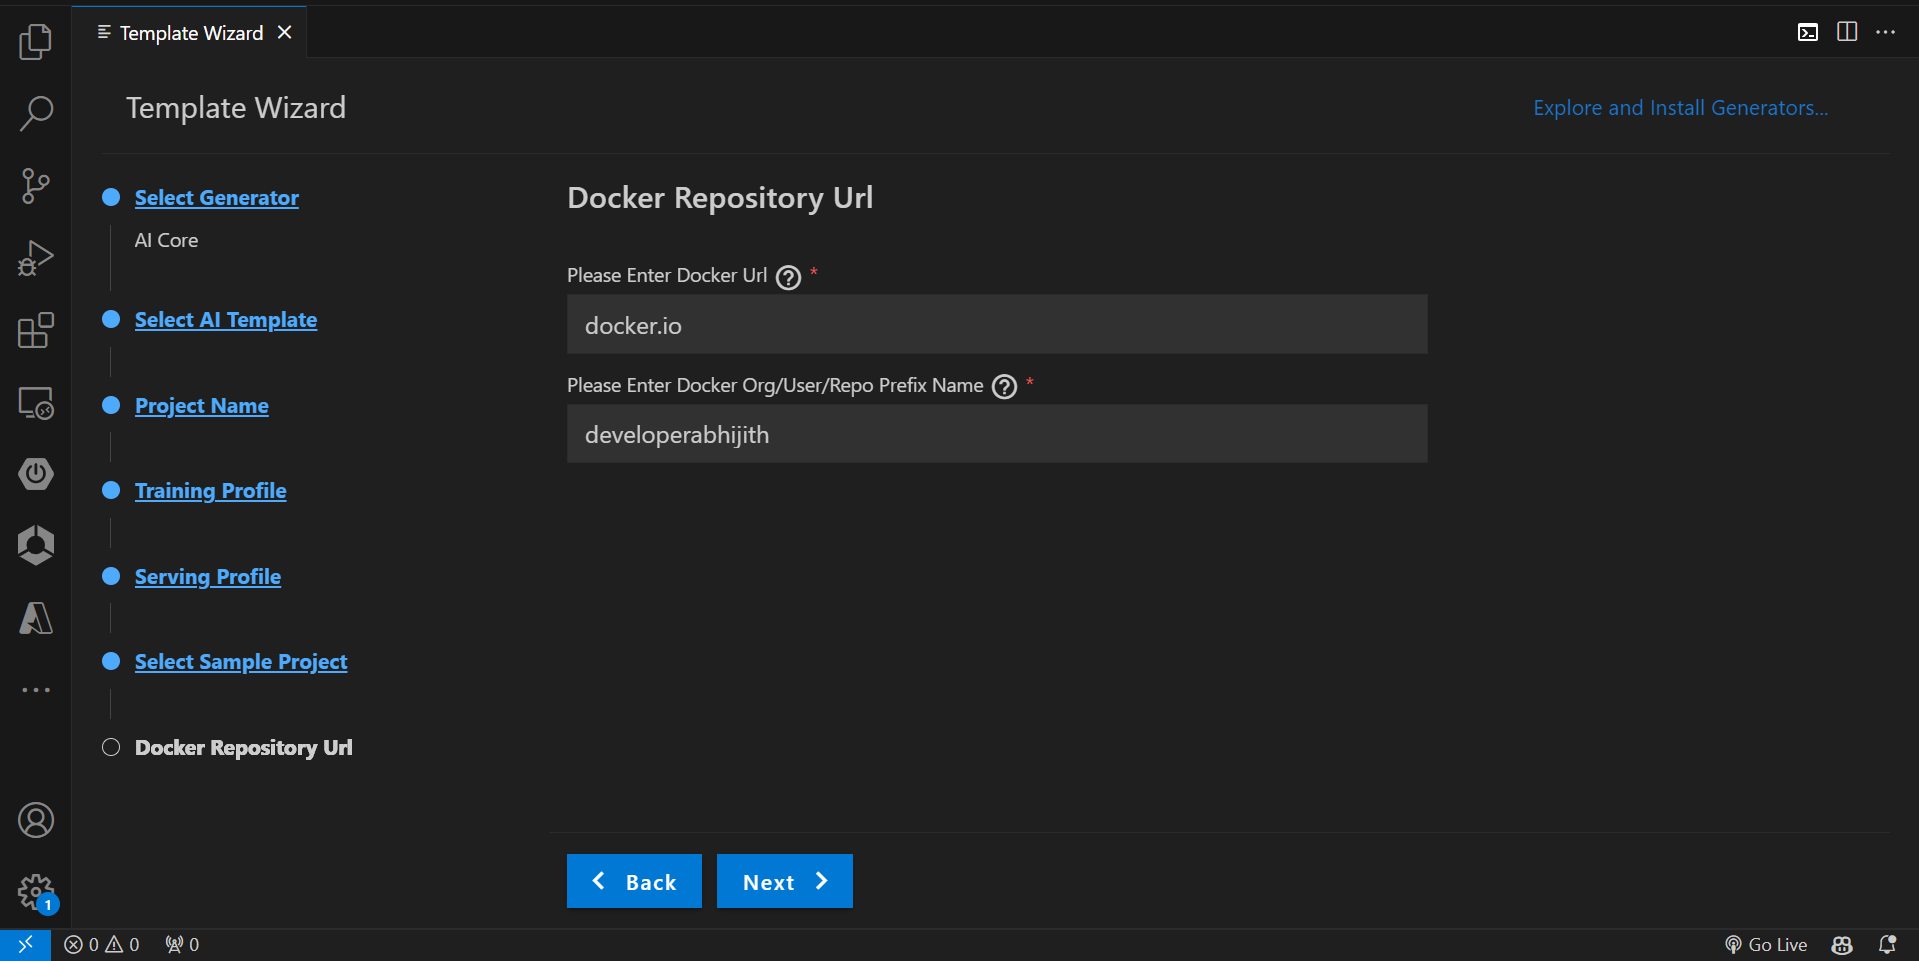 Template Wizard
Template Wizard
Explore and Install Generators...
Select Generator
AI Core
Select AI Template
Project Name
Training Profile
Serving Profile
Select Sample Project
Docker Repository Url
Docker Repository Url
Please Enter Docker Url *
docker.io
Please Enter Docker Org/User/Repo Prefix Name *
developerabhijith
Back
Next
1
0 0 0
Go Live